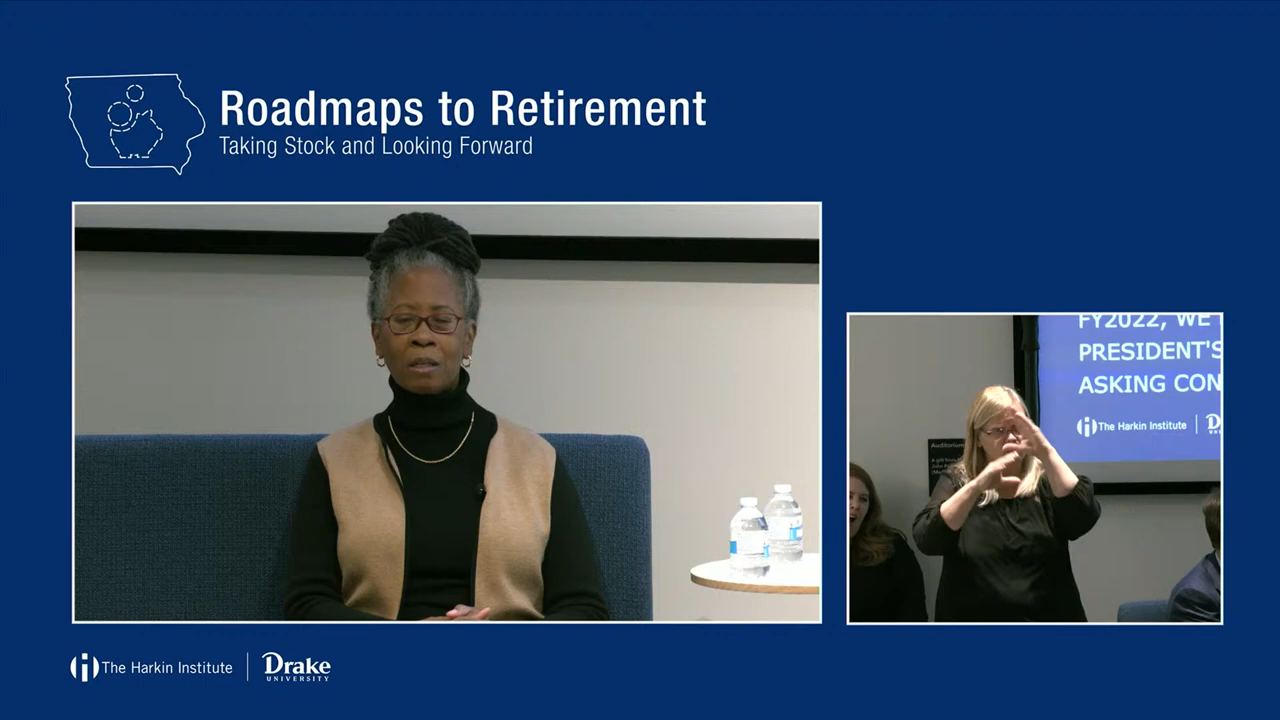 Roadmaps to Retirement
Taking Stock and Looking Forward
FY2022, WE
PRESIDENT'S
ASKING CON
The Harkin Institute
Auditorium
The Harkin Institute
Drake
UNIVERSITY